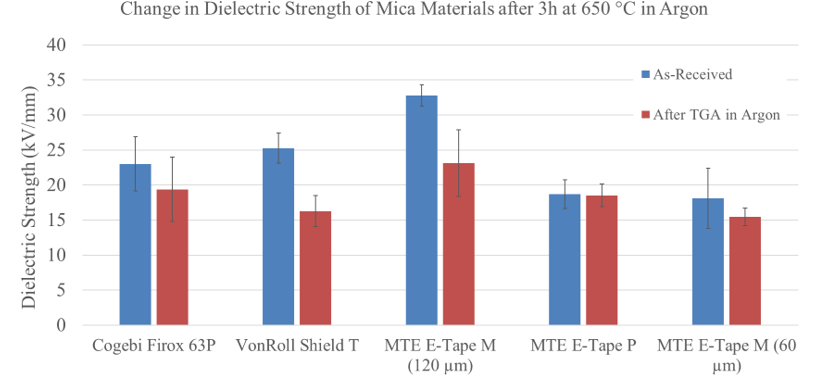 Change in Dielectric Strength of Mica Materials after 3h at 650 °C in Argon
Dielectric Strength (kV/mm)
40
35
30
25
20
15
10
5
0
As-Received
After TGA in Argon
Cogebi Firox 63P
VonRoll Shield T
MTE E-Tape M
(120 µm)
MTE E-Tape P
MTE E-Tape M (60
µm)